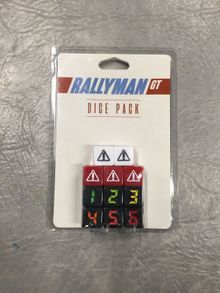 RALLYMAN GT
DICE PACK
1 2 3
4 5 6